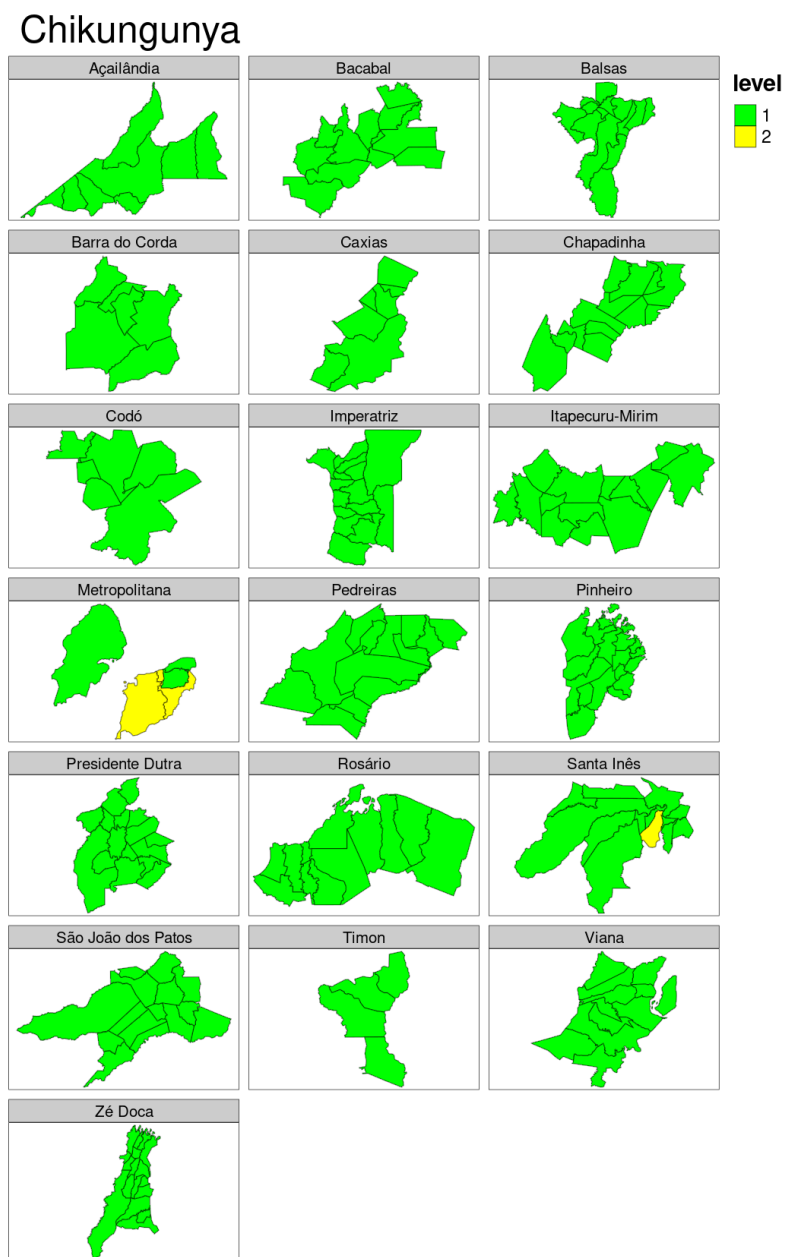 Chikungunya
Açailândia
Bacabal
Balsas
level
1
2
Barra do Corda
Caxias
Chapadinha
Codó
Imperatriz
Itapecuru-Mirim
Metropolitana
Pedreiras
Pinheiro
Presidente Dutra
Rosário
Santa Inês
São João dos Patos
Timon
Viana
Zé Doca